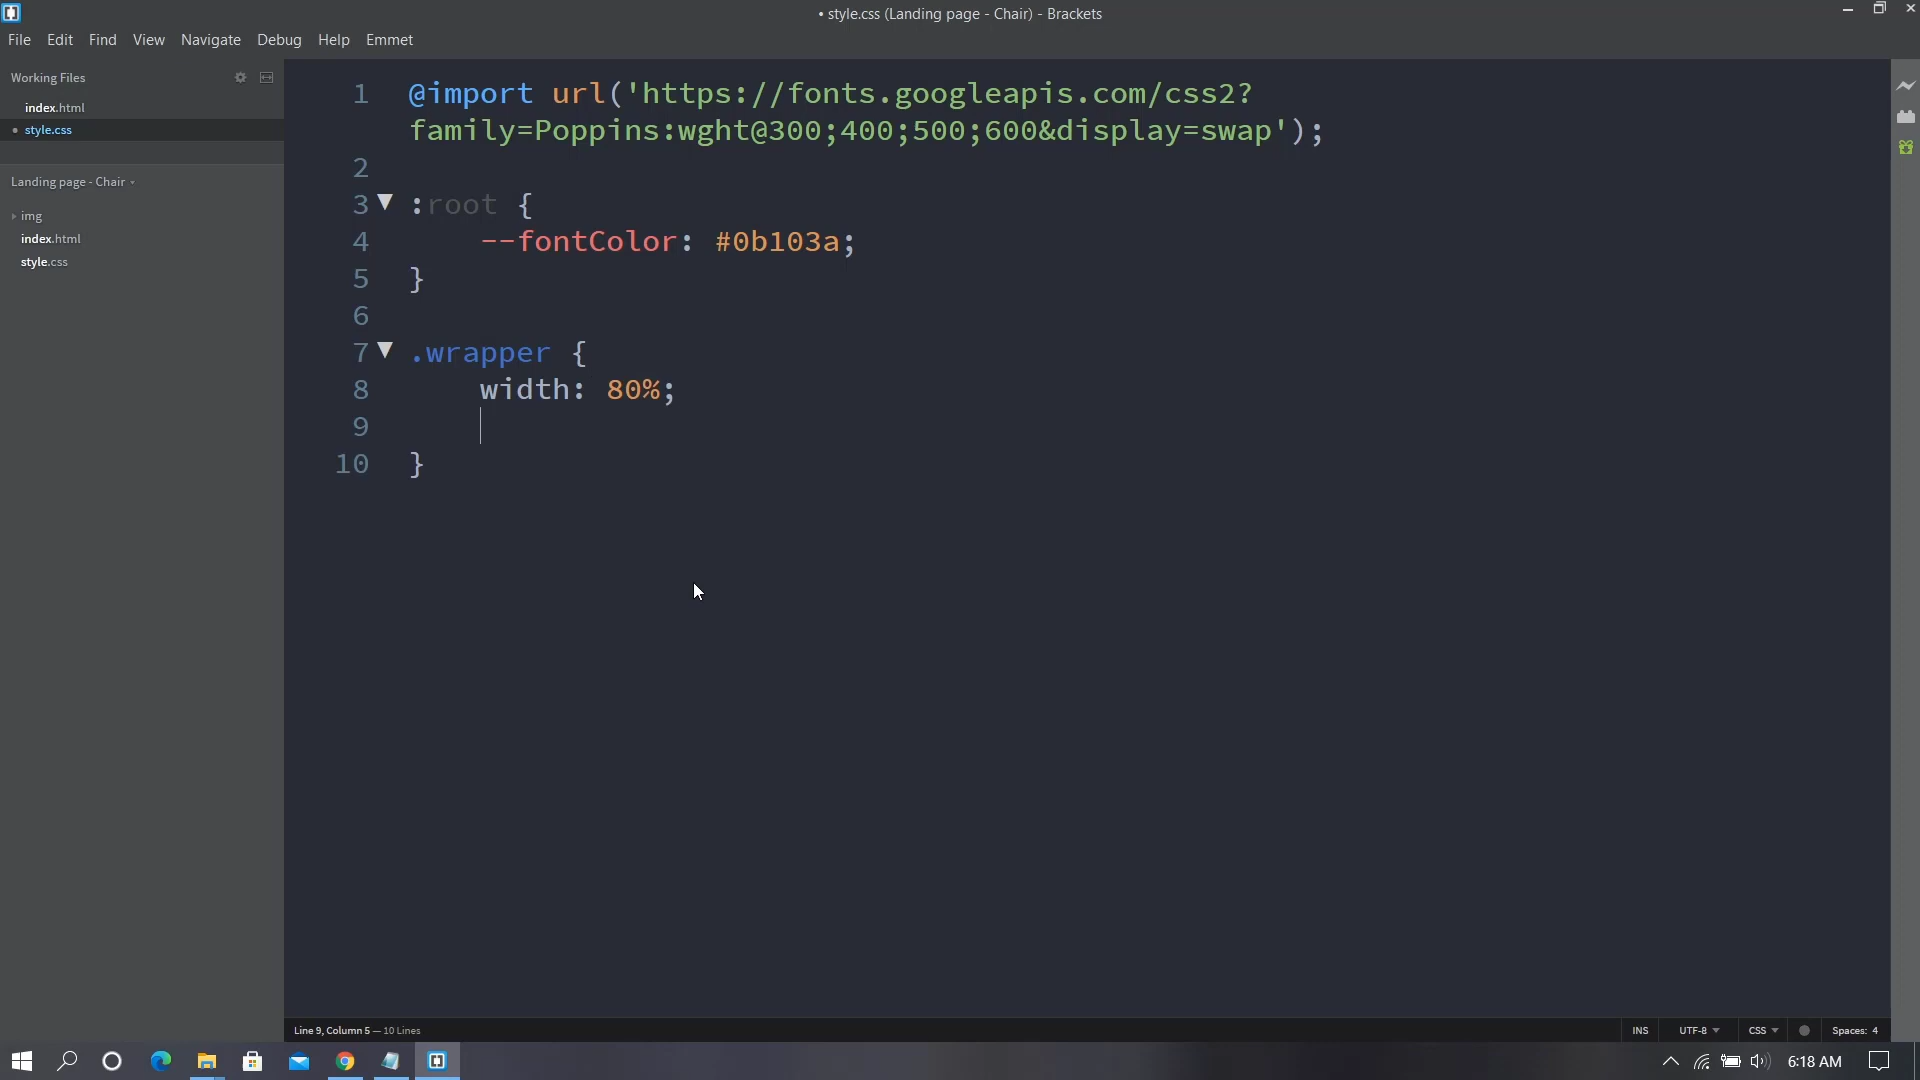 • style.css (Landing page - Chair) - Brackets
File Edit Find View Navigate Debug Help Emmet
Working Files
index.html
• style.css
Landing page - Chair
img
index.html
style.css
1 @import url('https://fonts.googleapis.com/css2?
family=Poppins:wght@300;400;500;600&display=swap');
2
3 :root {
4 --fontColor: #0b103a;
5 }
6
7 .wrapper {
8 width: 80%;
9
10 }
Line 9, Column 5 — 10 Lines
INS UTF-8 CSS Spaces: 4
6:18 AM